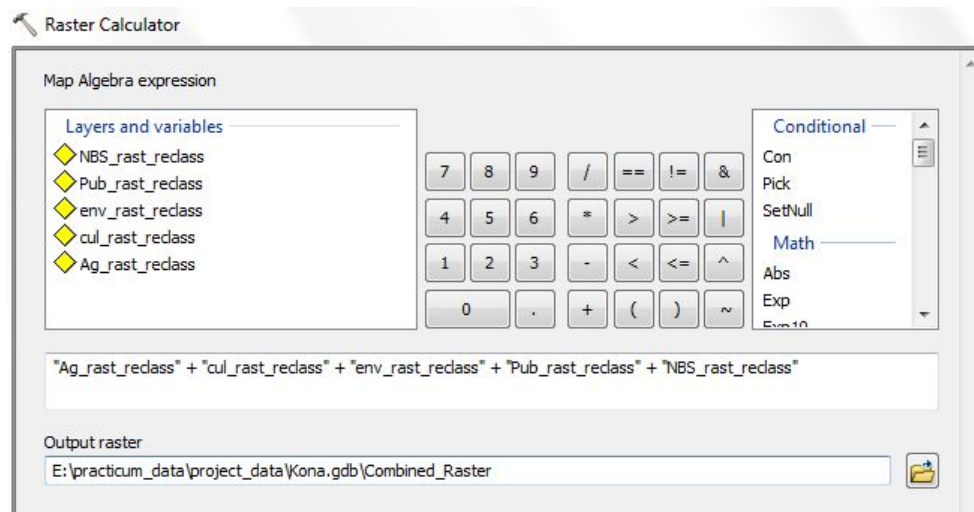 Raster Calculator
Map Algebra expression
Layers and variables
NBS_rast_reclass
Pub_rast_reclass
env_rast_reclass
cul_rast_reclass
Ag_rast_reclass
7 8 9 / == != &
4 5 6 * > >= |
1 2 3 - < <= ^
0 . + ( ) ~
Conditional
Con
Pick
SetNull
Math
Abs
Exp
Exp10
"Ag_rast_reclass" + "cul_rast_reclass" + "env_rast_reclass" + "Pub_rast_reclass" + "NBS_rast_reclass"
Output raster
E:\practicum_data\project_data\Kona.gdb\Combined_Raster